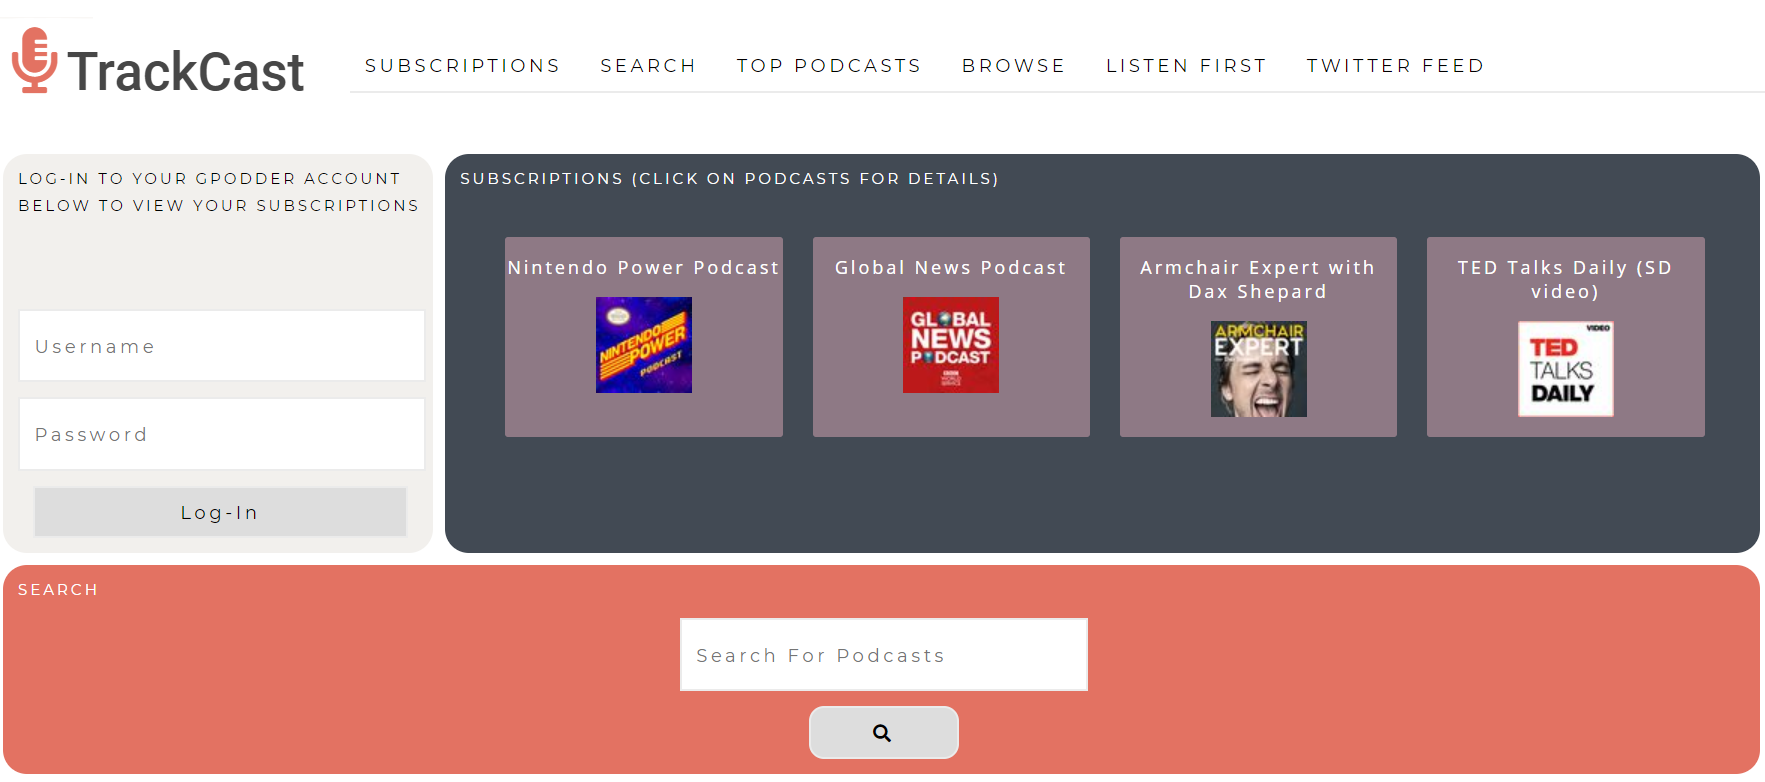 TrackCast
SUBSCRIPTIONS SEARCH TOP PODCASTS BROWSE LISTEN FIRST TWITTER FEED
LOG-IN TO YOUR GPODDER ACCOUNT
BELOW TO VIEW YOUR SUBSCRIPTIONS
Username
Password
Log-In
SUBSCRIPTIONS (CLICK ON PODCASTS FOR DETAILS)
Nintendo Power Podcast
NINTENDO
POWER
PODCAST
Global News Podcast
GLOBAL
NEWS
PODCAST
BBC
WORLD
SERVICE
Armchair Expert with
Dax Shepard
ARMCHAIR
EXPERT
TED Talks Daily (SD
video)
VIDEO
TED
TALKS
DAILY
SEARCH
Search For Podcasts